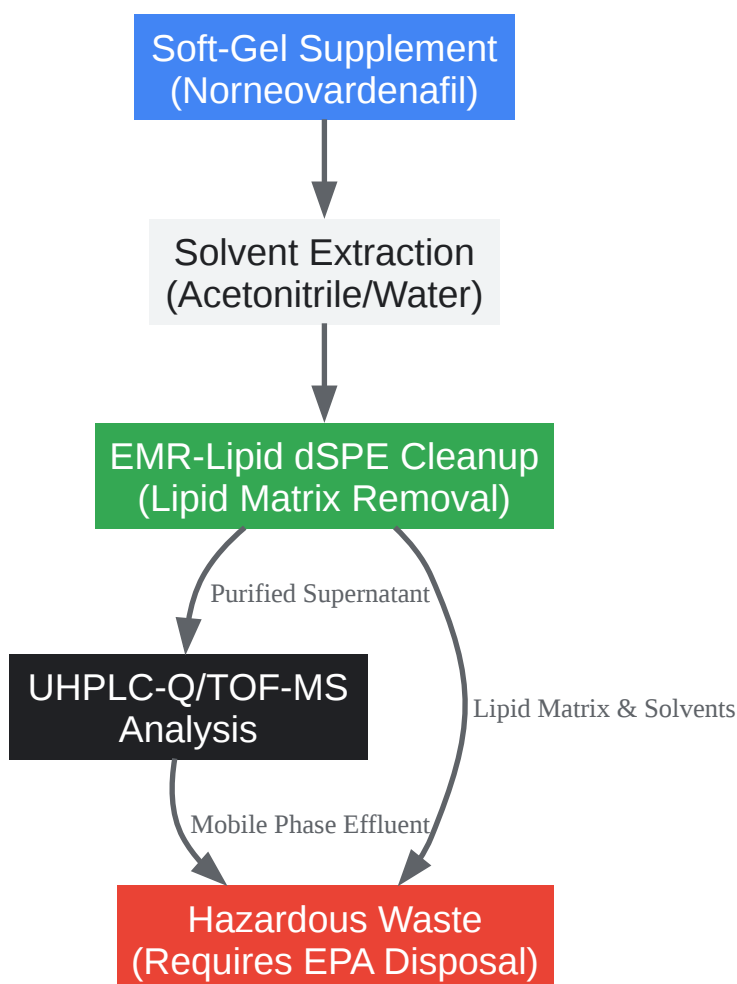 Soft-Gel Supplement
(Norneovardenafil)
Solvent Extraction
(Acetonitrile/Water)
EMR-Lipid dSPE Cleanup
(Lipid Matrix Removal)
Purified Supernatant
UHPLC-Q/TOF-MS
Analysis
Lipid Matrix & Solvents
Mobile Phase Effluent
Hazardous Waste
(Requires EPA Disposal)